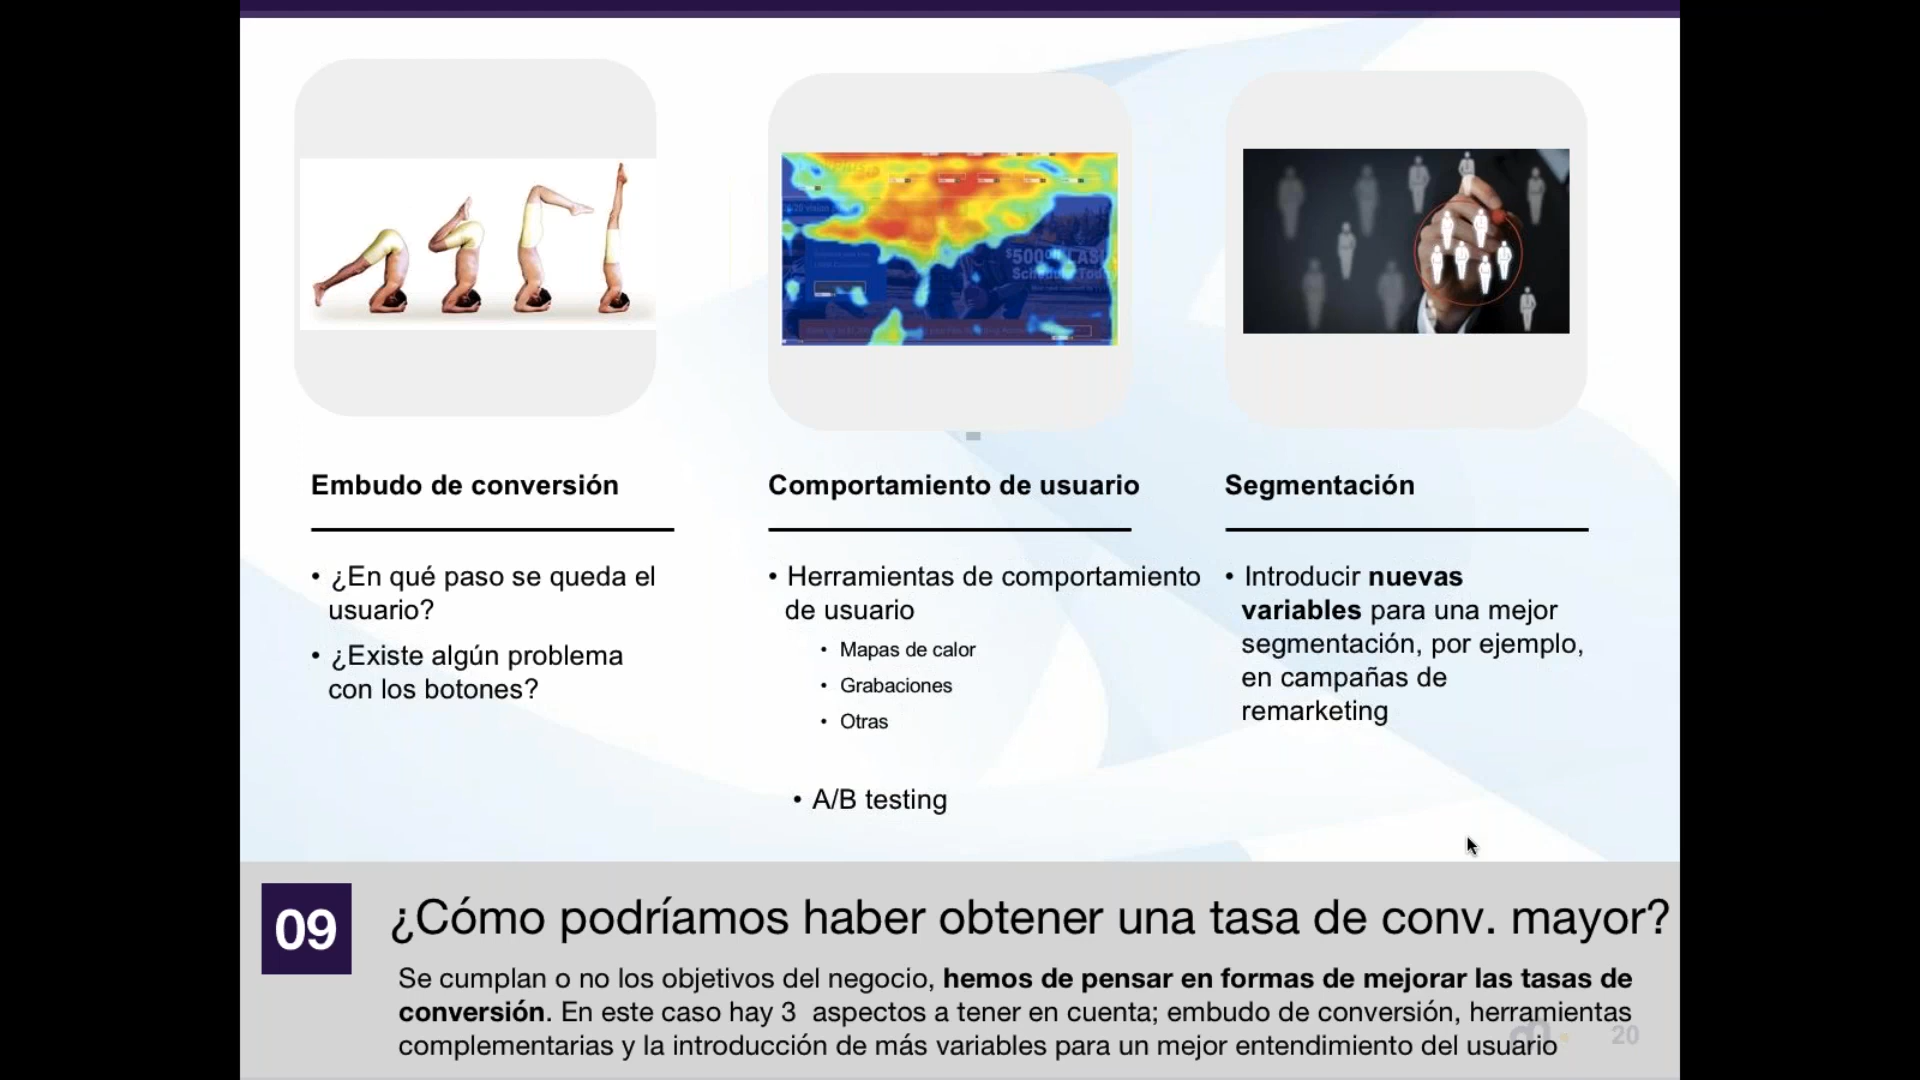 $500 LAS
Embudo de conversión
• ¿En qué paso se queda el
usuario?
• ¿Existe algún problema
con los botones?
Comportamiento de usuario
• Herramientas de comportamiento
de usuario
• Mapas de calor
• Grabaciones
• Otras
• A/B testing
Segmentación
• Introducir nuevas
variables para una mejor
segmentación, por ejemplo,
en campañas de
remarketing
09
¿Cómo podríamos haber obtener una tasa de conv. mayor?
Se cumplan o no los objetivos del negocio, hemos de pensar en formas de mejorar las tasas de
conversión. En este caso hay 3 aspectos a tener en cuenta; embudo de conversión, herramientas
complementarias y la introducción de más variables para un mejor entendimiento del usuario
20